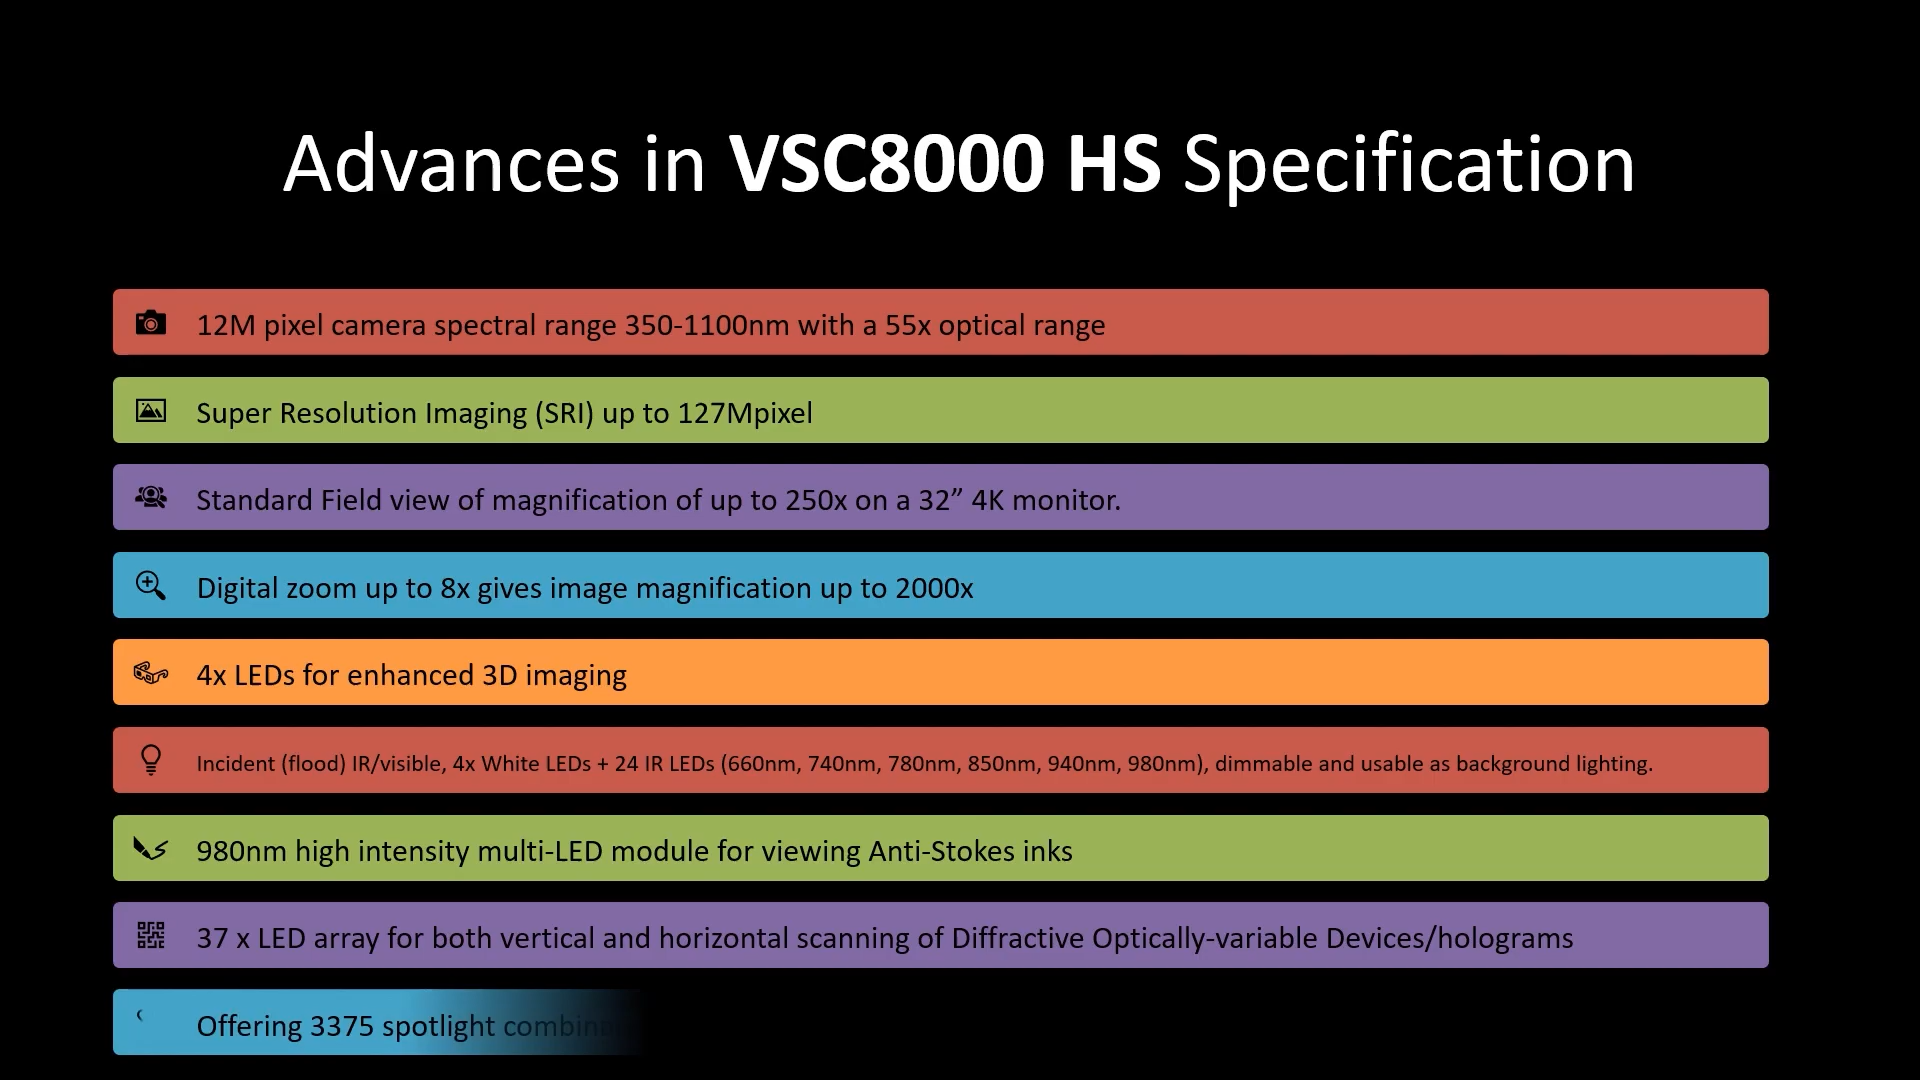 Advances in VSC8000 HS Specification
12M pixel camera spectral range 350-1100nm with a 55x optical range
Super Resolution Imaging (SRI) up to 127Mpixel
Standard Field view of magnification of up to 250x on a 32” 4K monitor.
Digital zoom up to 8x gives image magnification up to 2000x
4x LEDs for enhanced 3D imaging
Incident (flood) IR/visible, 4x White LEDs + 24 IR LEDs (660nm, 740nm, 780nm, 850nm, 940nm, 980nm), dimmable and usable as background lighting.
980nm high intensity multi-LED module for viewing Anti-Stokes inks
37 x LED array for both vertical and horizontal scanning of Diffractive Optically-variable Devices/holograms
Offering 3375 spotlight